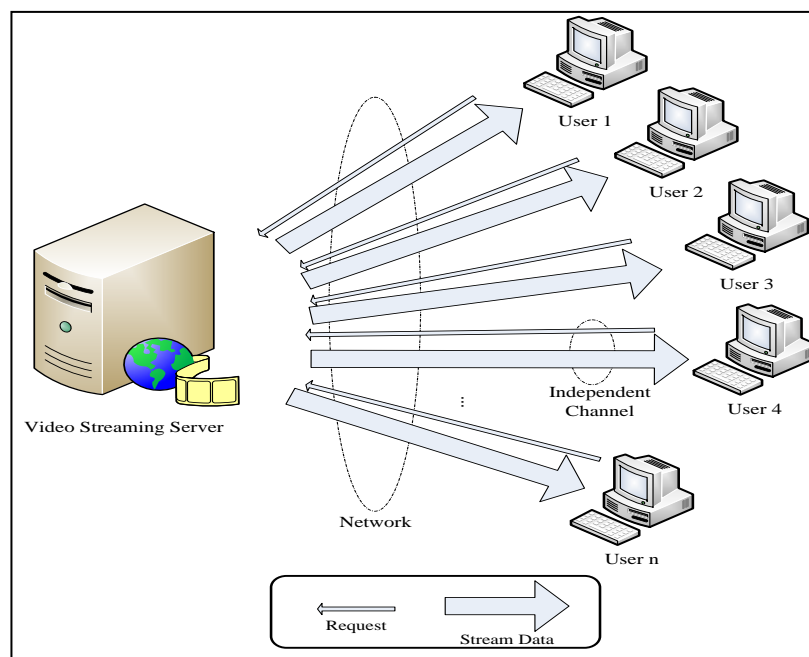 User 1
User 2
User 3
User 4
Independent
Channel
...
Video Streaming Server
Network
User n
Request
Stream Data